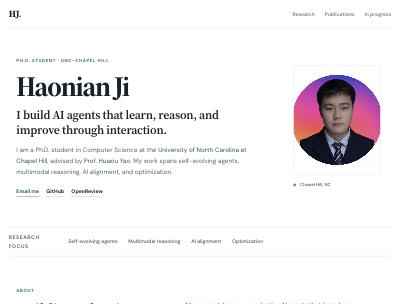 HJ.
Research Publications In progress
PH.D. STUDENT · UNC-CHAPEL HILL
Haonian Ji
I build AI agents that learn, reason, and
improve through interaction.
I am a Ph.D. student in Computer Science at the University of North Carolina at
Chapel Hill, advised by Prof. Huaxiu Yao. My work spans self-evolving agents,
multimodal reasoning, AI alignment, and optimization.
Email me GitHub OpenReview
Chapel Hill, NC
RESEARCH
FOCUS
Self-evolving agents Multimodal reasoning AI alignment Optimization
ABOUT